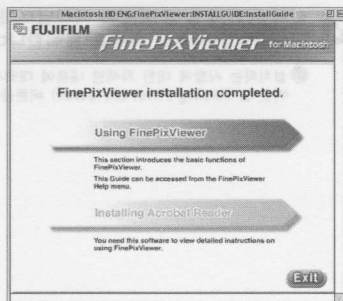 Macintosh HD ENG:FinePixViewer:INSTALLGUIDE:InstallGuide
FUJIFILM
FinePixViewer for Macintosh
FinePixViewer installation completed.
Using FinePixViewer
This section introduces the basic functions of
FinePixViewer.
This Guide can be accessed from the FinePixViewer
Help menu.
Installing Acrobat Reader
You need this software to view detailed instructions on
using FinePixViewer.
Exit